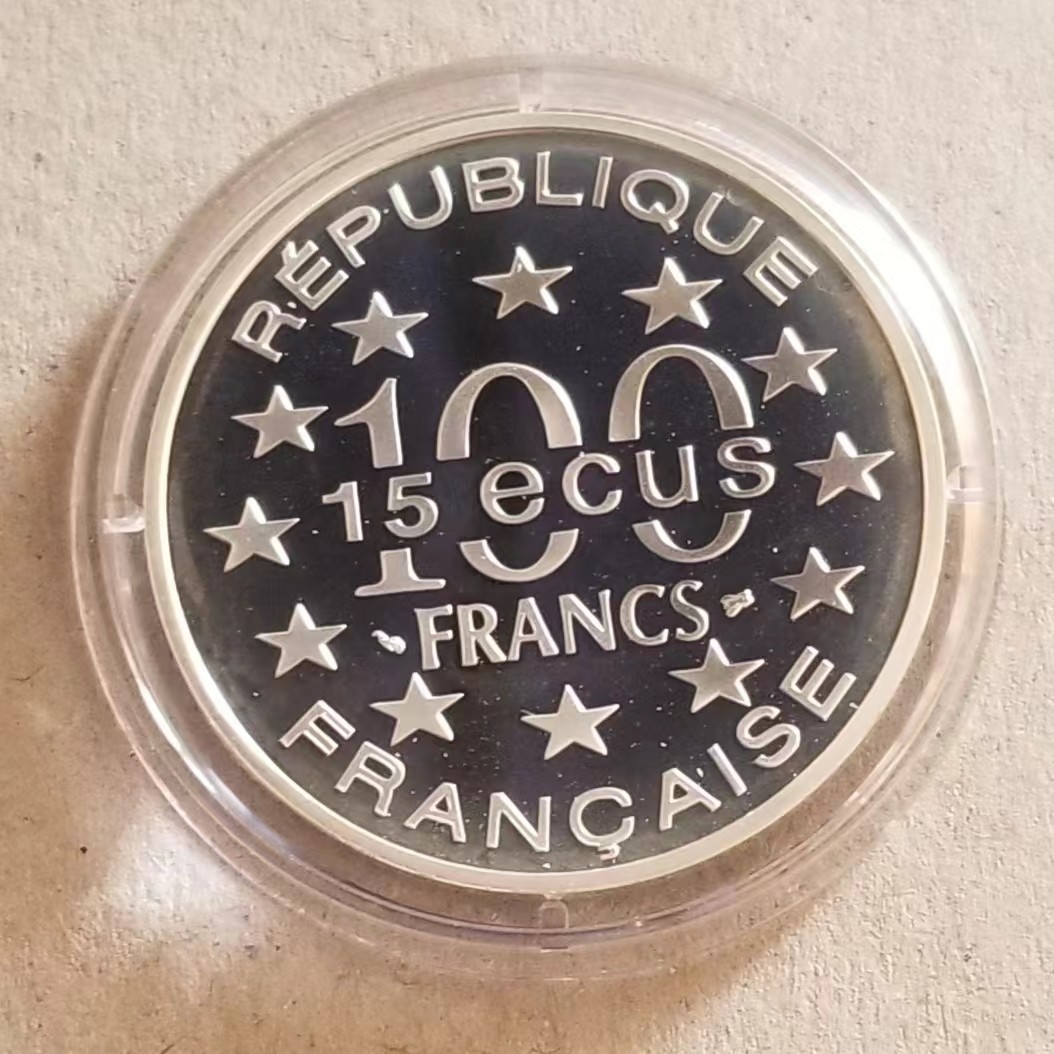 RÉPUBLIQUE
100
15 ecus
FRANCS
FRANÇAISE